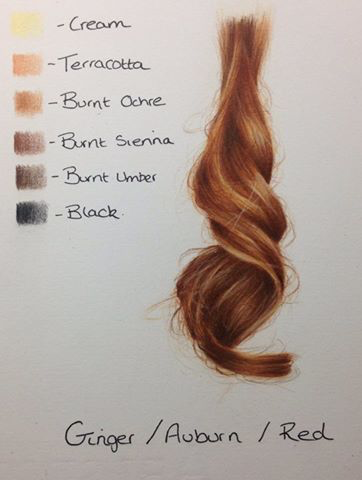 - Cream
- Terracotta
- Burnt Ochre
- Burnt Sienna
- Burnt Umber
- Black.
Ginger / Auburn / Red